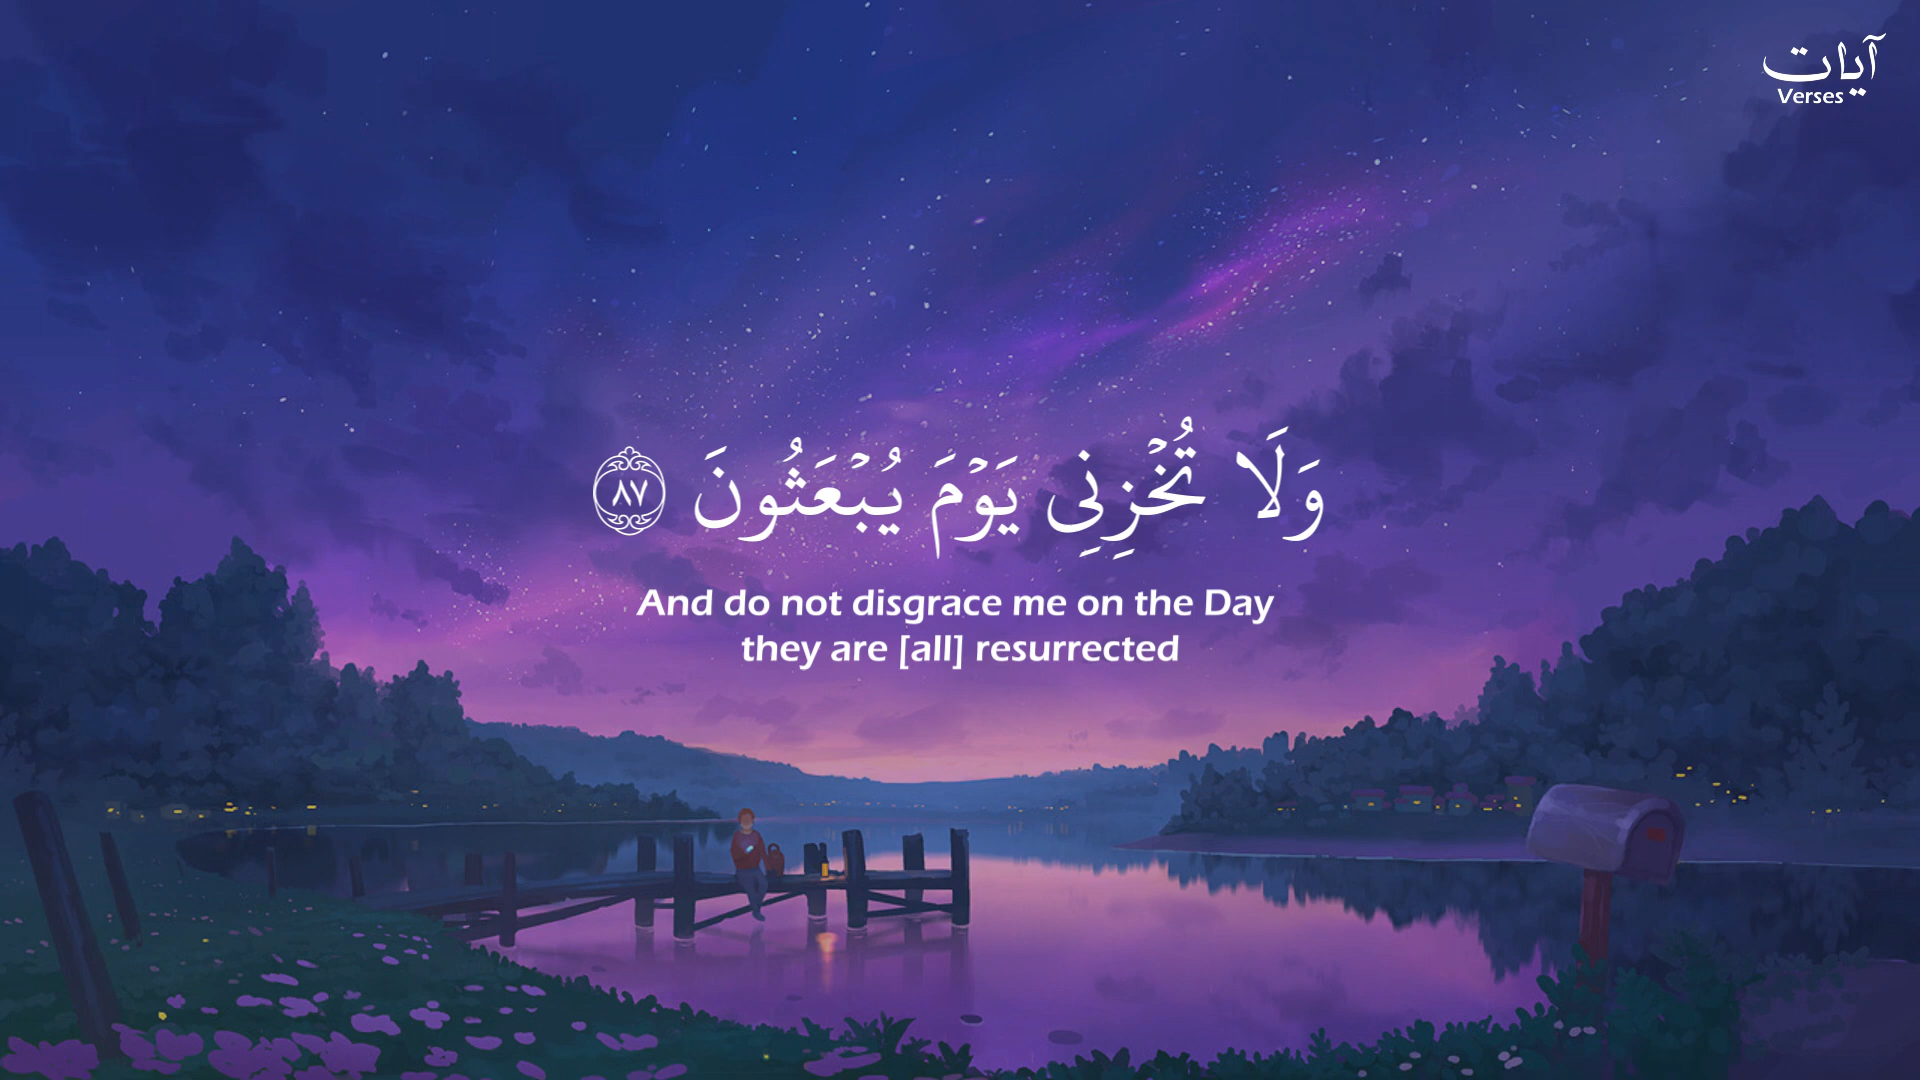 آيات
Verses
وَلَا تُخۡزِنِی یَوۡمَ یُبۡعَثُونَ ٨٧
And do not disgrace me on the Day
they are [all] resurrected